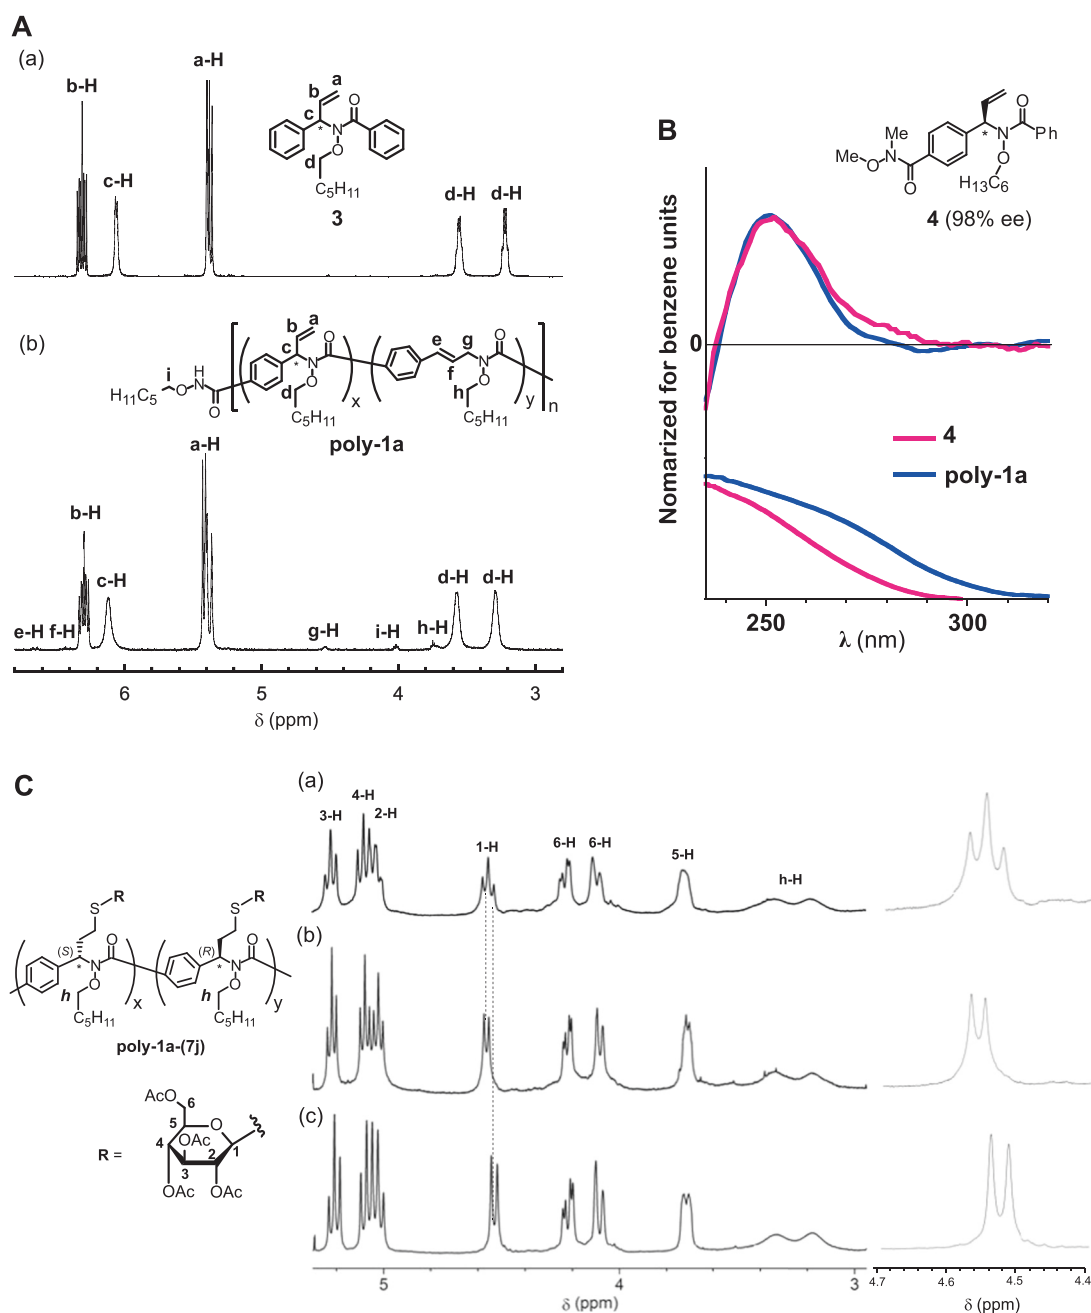 A
(a)
a-H
b-H
c-H
d-H
d-H
b
a
c
*
N
O
O
d
C5H11
3
(b)
i
H11C5
O
N
H
O
b
a
c
*
N
O
O
d
C5H11
x
e
f
g
N
O
O
h
C5H11
y
n
poly-1a
a-H
b-H
c-H
d-H
d-H
e-H
f-H
g-H
i-H
h-H
6
5
4
3
δ (ppm)
B
Me
MeO
N
O
*
N
O
Ph
O
H13C6
4 (98% ee)
Nomarized for benzene units
0
4
poly-1a
250
300
λ (nm)
C
(a)
3-H
4-H
2-H
1-H
6-H
6-H
5-H
h-H
R
S
(S)
*
N
O
O
h
C5H11
x
R
S
(R)
*
N
O
O
h
C5H11
y
poly-1a-(7j)
(b)
R =
AcO
6
5
O
4
OAc
3
2
1
OAc
OAc
(c)
5
4
3
δ (ppm)
4.7
4.6
4.5
4.4
δ (ppm)